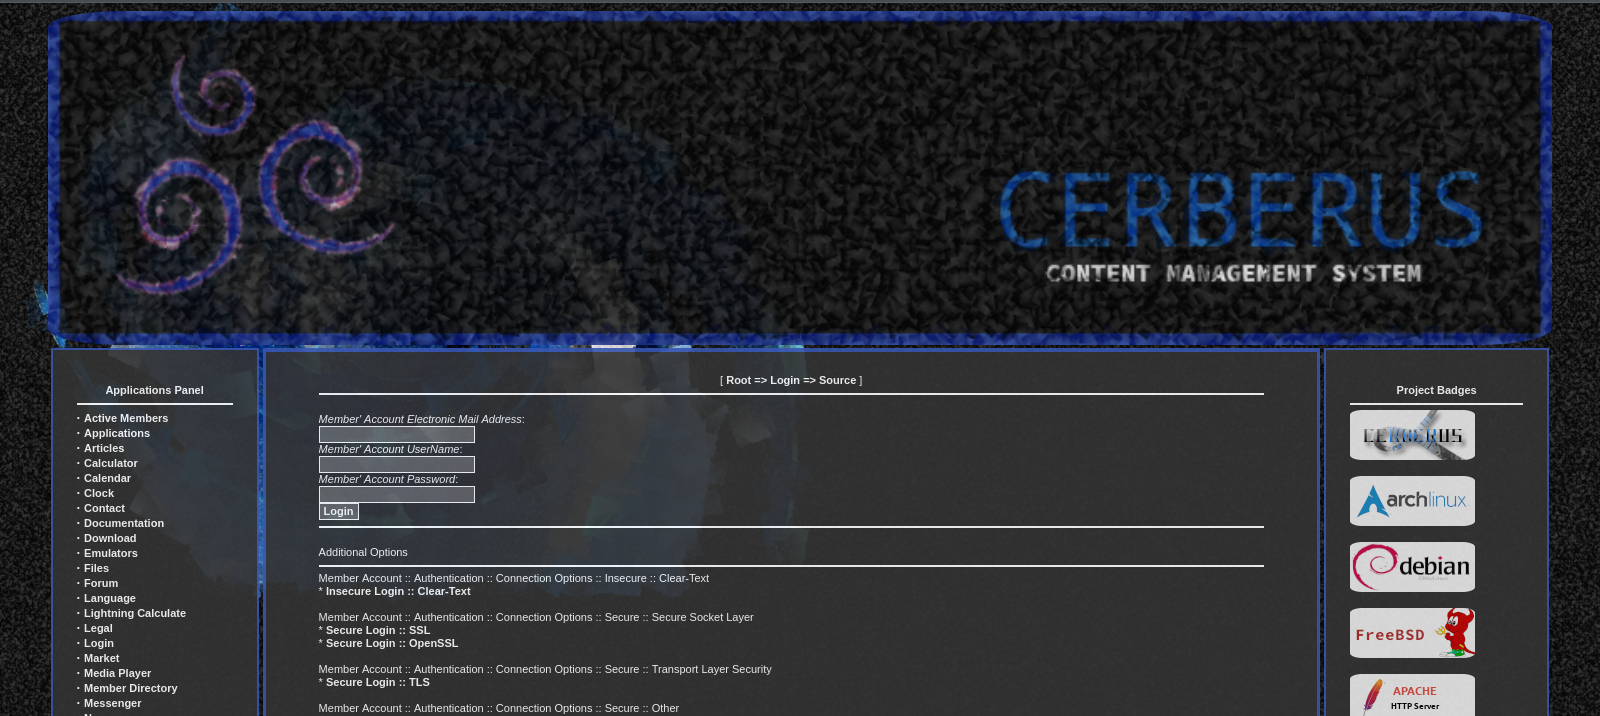 CERBERUS
CONTENT MANAGEMENT SYSTEM
Applications Panel
· Active Members
· Applications
· Articles
· Calculator
· Calendar
· Clock
· Contact
· Documentation
· Download
· Emulators
· Files
· Forum
· Language
· Lightning Calculate
· Legal
· Login
· Market
· Media Player
· Member Directory
· Messenger
[ Root => Login => Source ]
Member' Account Electronic Mail Address:
Member' Account UserName:
Member' Account Password:
Login
Additional Options
Member Account :: Authentication :: Connection Options :: Insecure :: Clear-Text
* Insecure Login :: Clear-Text
Member Account :: Authentication :: Connection Options :: Secure :: Secure Socket Layer
* Secure Login :: SSL
* Secure Login :: OpenSSL
Member Account :: Authentication :: Connection Options :: Secure :: Transport Layer Security
* Secure Login :: TLS
Member Account :: Authentication :: Connection Options :: Secure :: Other
Project Badges
CERBERUS
archlinux
debian
FreeBSD
APACHE
HTTP Server